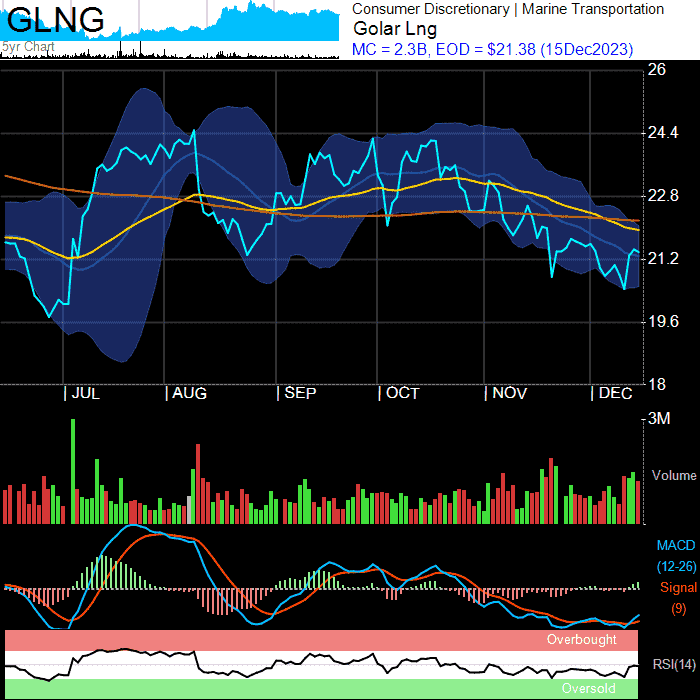 GLNG
5yr Chart
Consumer Discretionary | Marine Transportation
Golar Lng
MC = 2.3B, EOD = $21.38 (15Dec2023)
26
24.4
22.8
21.2
19.6
18
| JUL | AUG | SEP | OCT | NOV | DEC
3M
Volume
MACD
(12-26)
Signal
(9)
Overbought
RSI(14)
Oversold